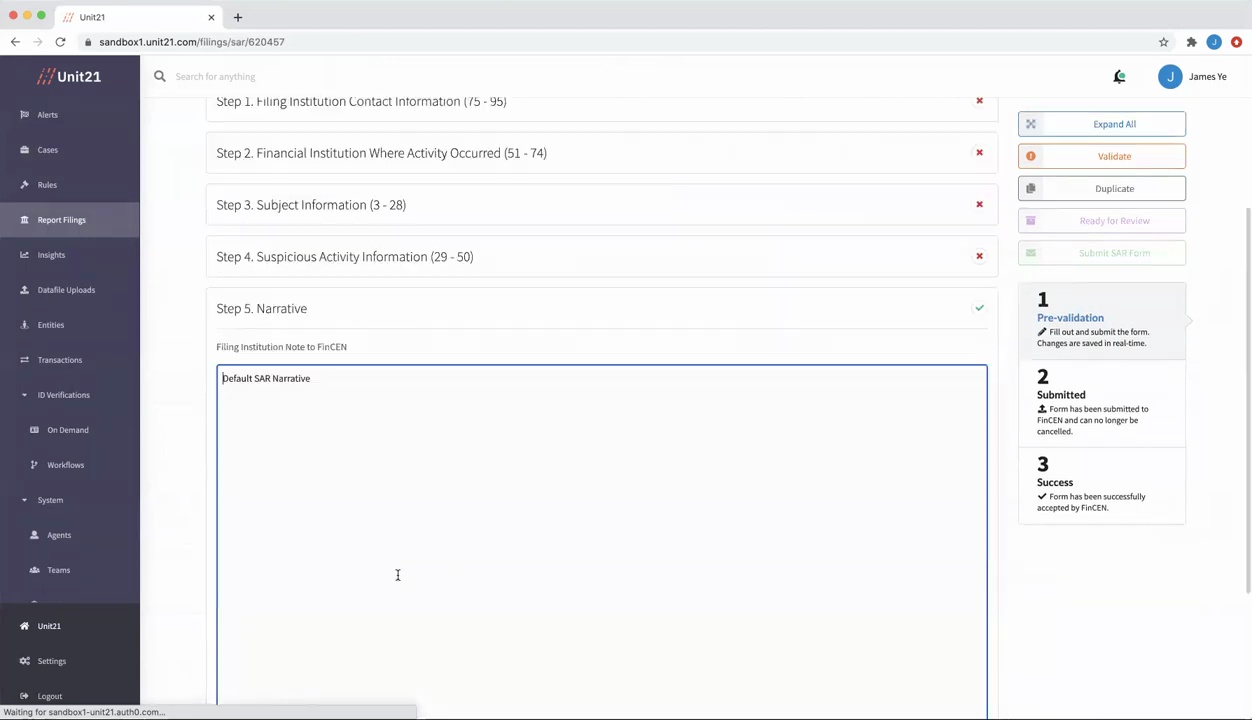 Unit21
sandbox1.unit21.com/filings/sar/620457
J
Unit21
Search for anything
J
James Ye
Alerts
Cases
Rules
Report Filings
Insights
Datafile Uploads
Entities
Transactions
ID Verifications
On Demand
Workflows
System
Agents
Teams
Unit21
Settings
Logout
Step 1. Filing Institution Contact Information (75 - 95)
Step 2. Financial Institution Where Activity Occurred (51 - 74)
Step 3. Subject Information (3 - 28)
Step 4. Suspicious Activity Information (29 - 50)
Step 5. Narrative
Filing Institution Note to FinCEN
Default SAR Narrative
Expand All
Validate
Duplicate
Ready for Review
Submit SAR Form
1
Pre-validation
Fill out and submit the form.
Changes are saved in real-time.
2
Submitted
Form has been submitted to
FinCEN and can no longer be
cancelled.
3
Success
Form has been successfully
accepted by FinCEN.
Waiting for sandbox1-unit21.auth0.com...